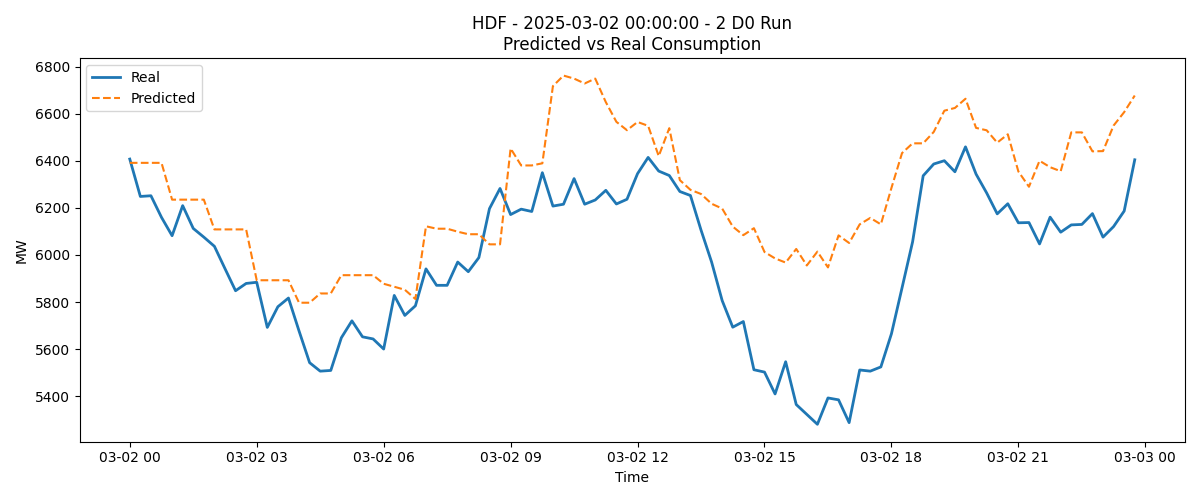 HDF - 2025-03-02 00:00:00 - 2 D0 Run
Predicted vs Real Consumption
Real
Predicted
MW
6800
6600
6400
6200
6000
5800
5600
5400
03-02 00
03-02 03
03-02 06
03-02 09
03-02 12
03-02 15
03-02 18
03-02 21
03-03 00
Time